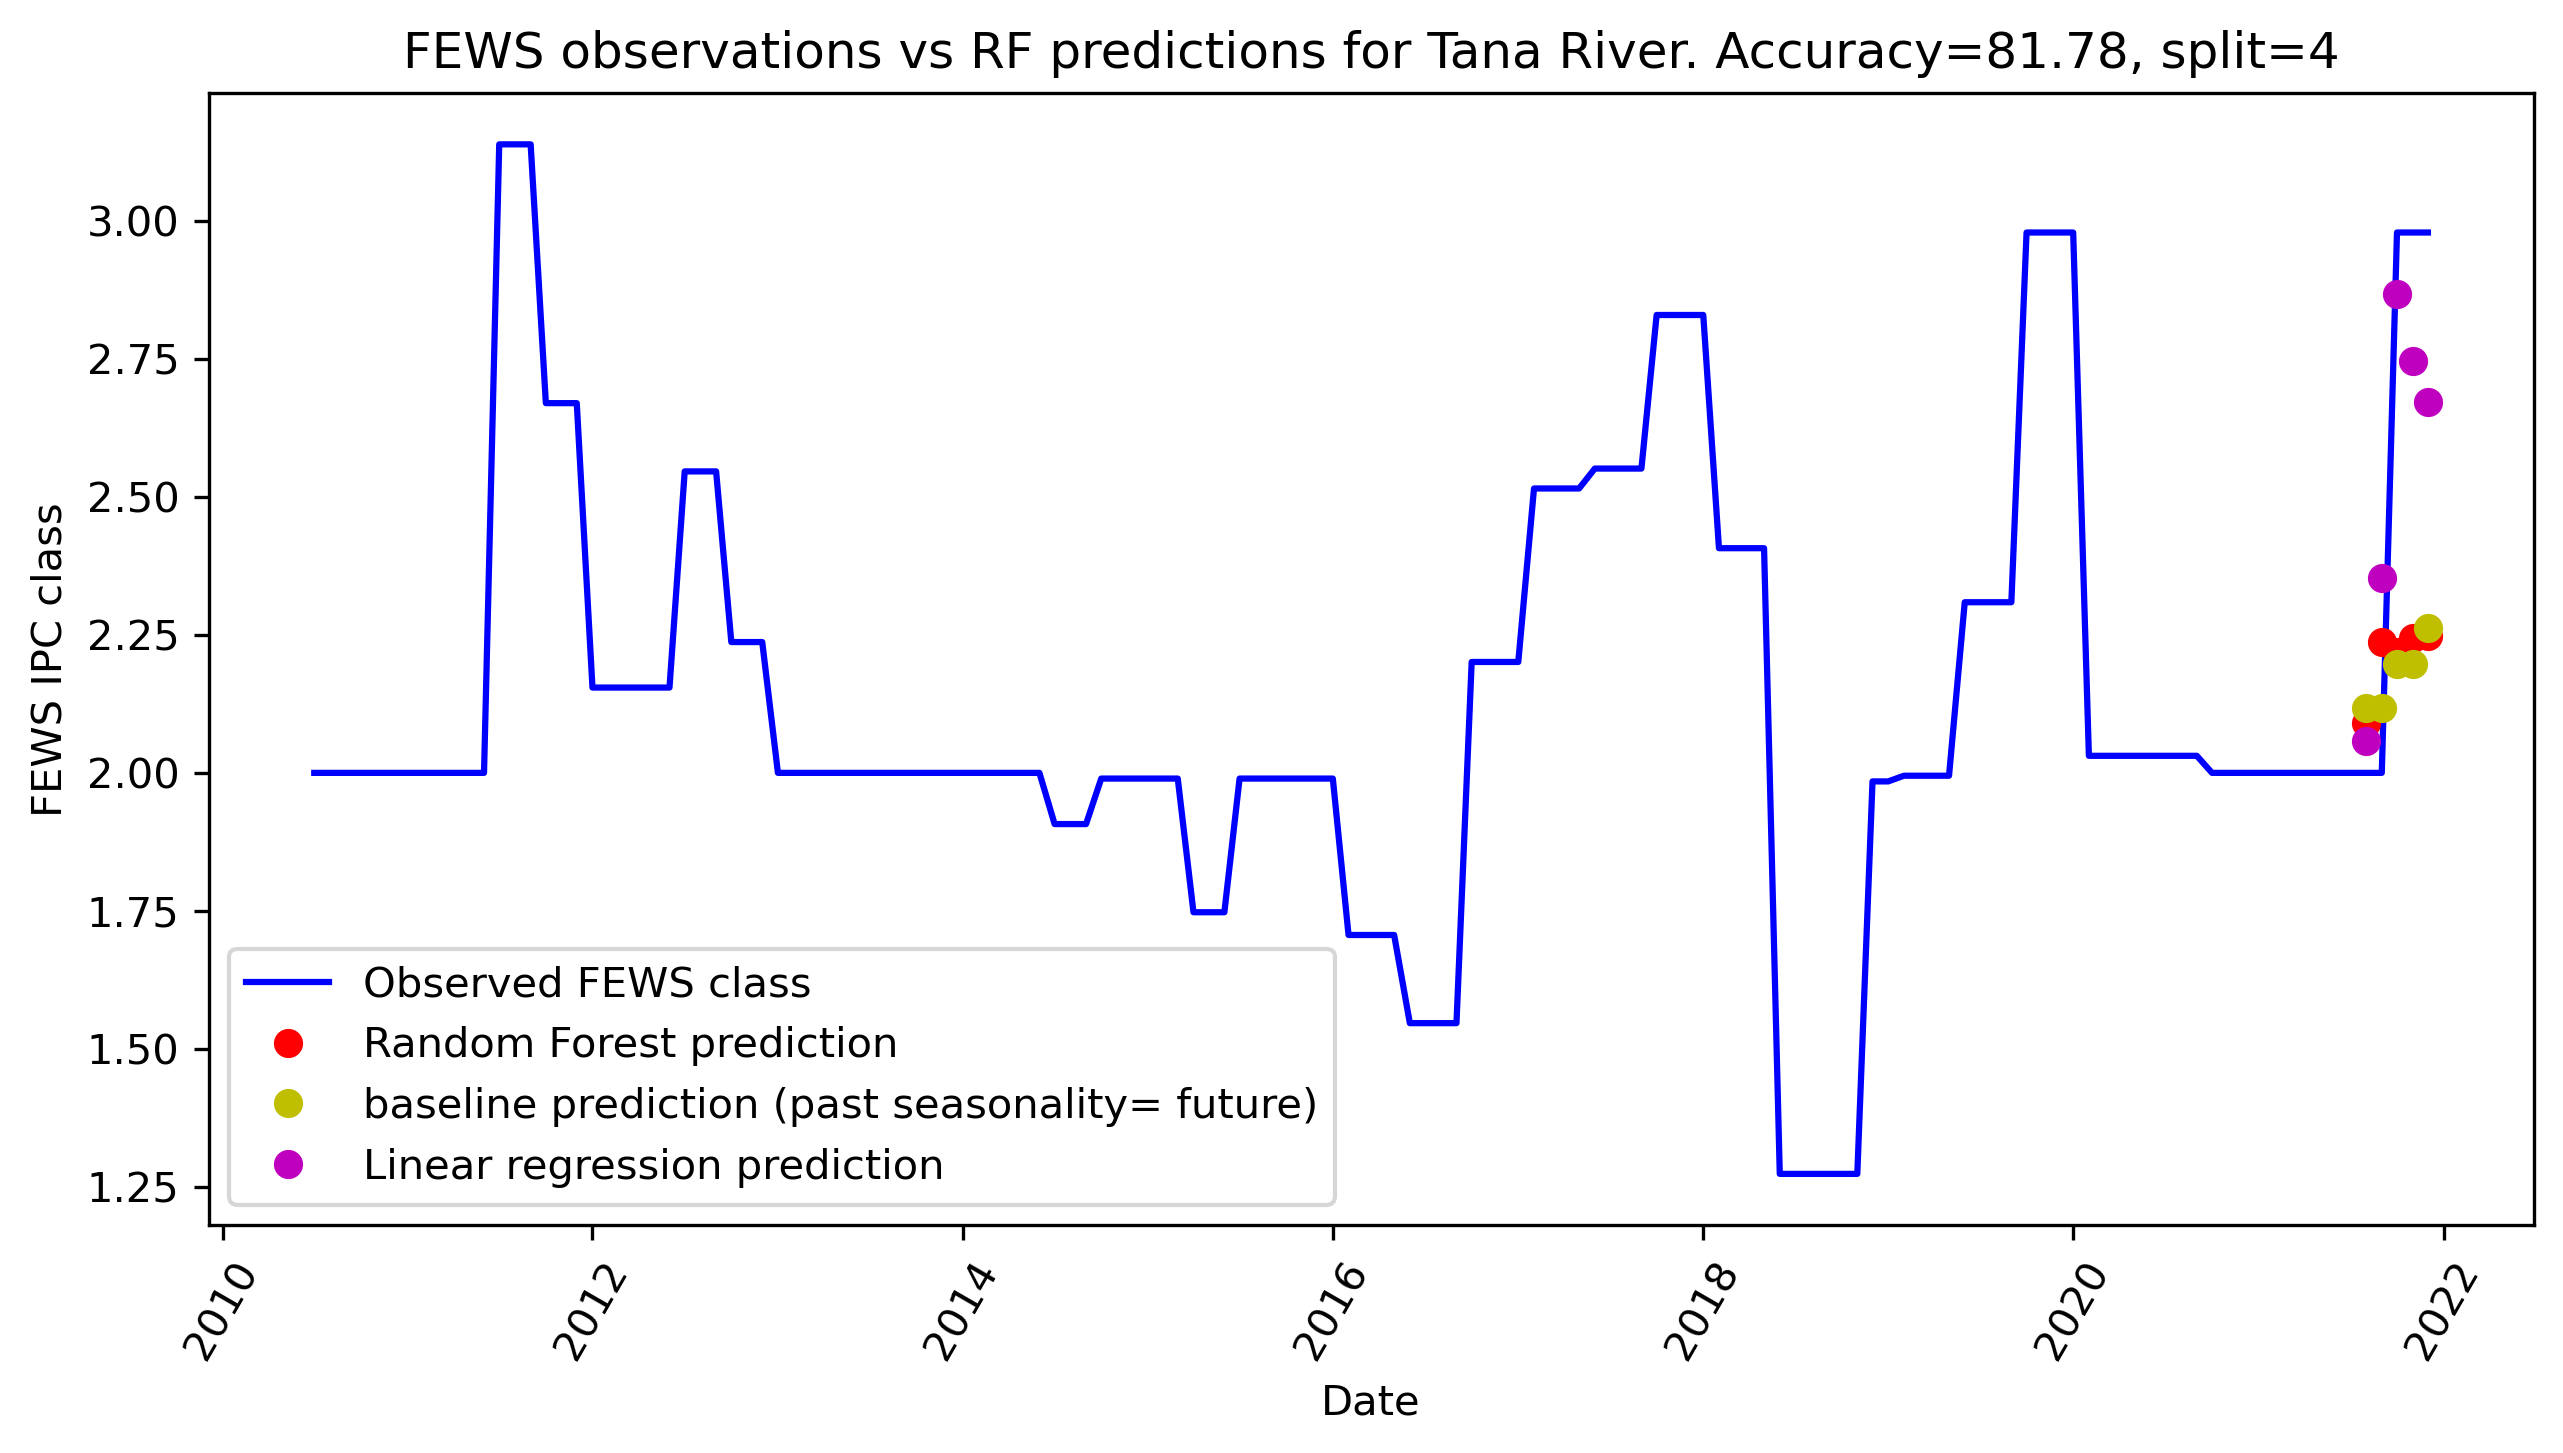 FEWS observations vs RF predictions for Tana River. Accuracy=81.78, split=4
FEWS IPC class
3.00
2.75
2.50
2.25
2.00
1.75
1.50
1.25
Observed FEWS class
Random Forest prediction
baseline prediction (past seasonality= future)
Linear regression prediction
2010
2012
2014
2016
2018
2020
2022
Date